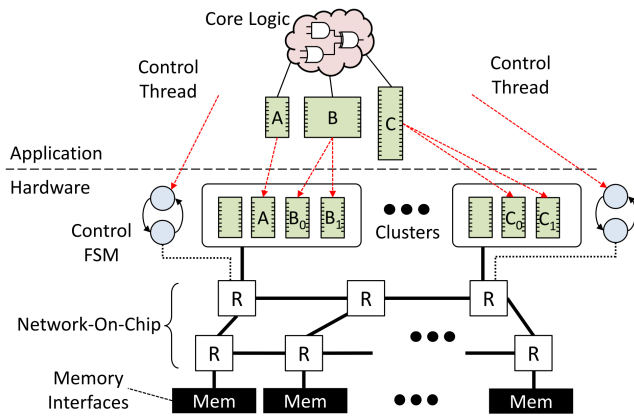 Core Logic
Control
Thread
Control
Thread
A
B
C
Application
Hardware
A
B0
B1
Clusters
C0
C1
Control
FSM
R
R
R
Network-On-Chip
R
R
R
Memory
Interfaces
Mem
Mem
Mem